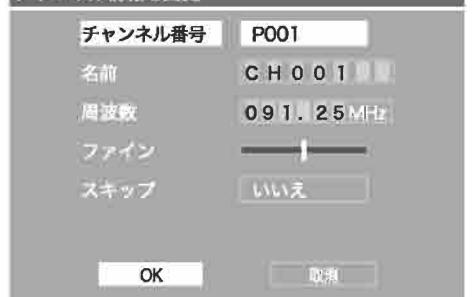 チャンネル番号 P001
名前 CH001
周波数 091.25MHz
ファイン
スキップ いいえ
OK 取消